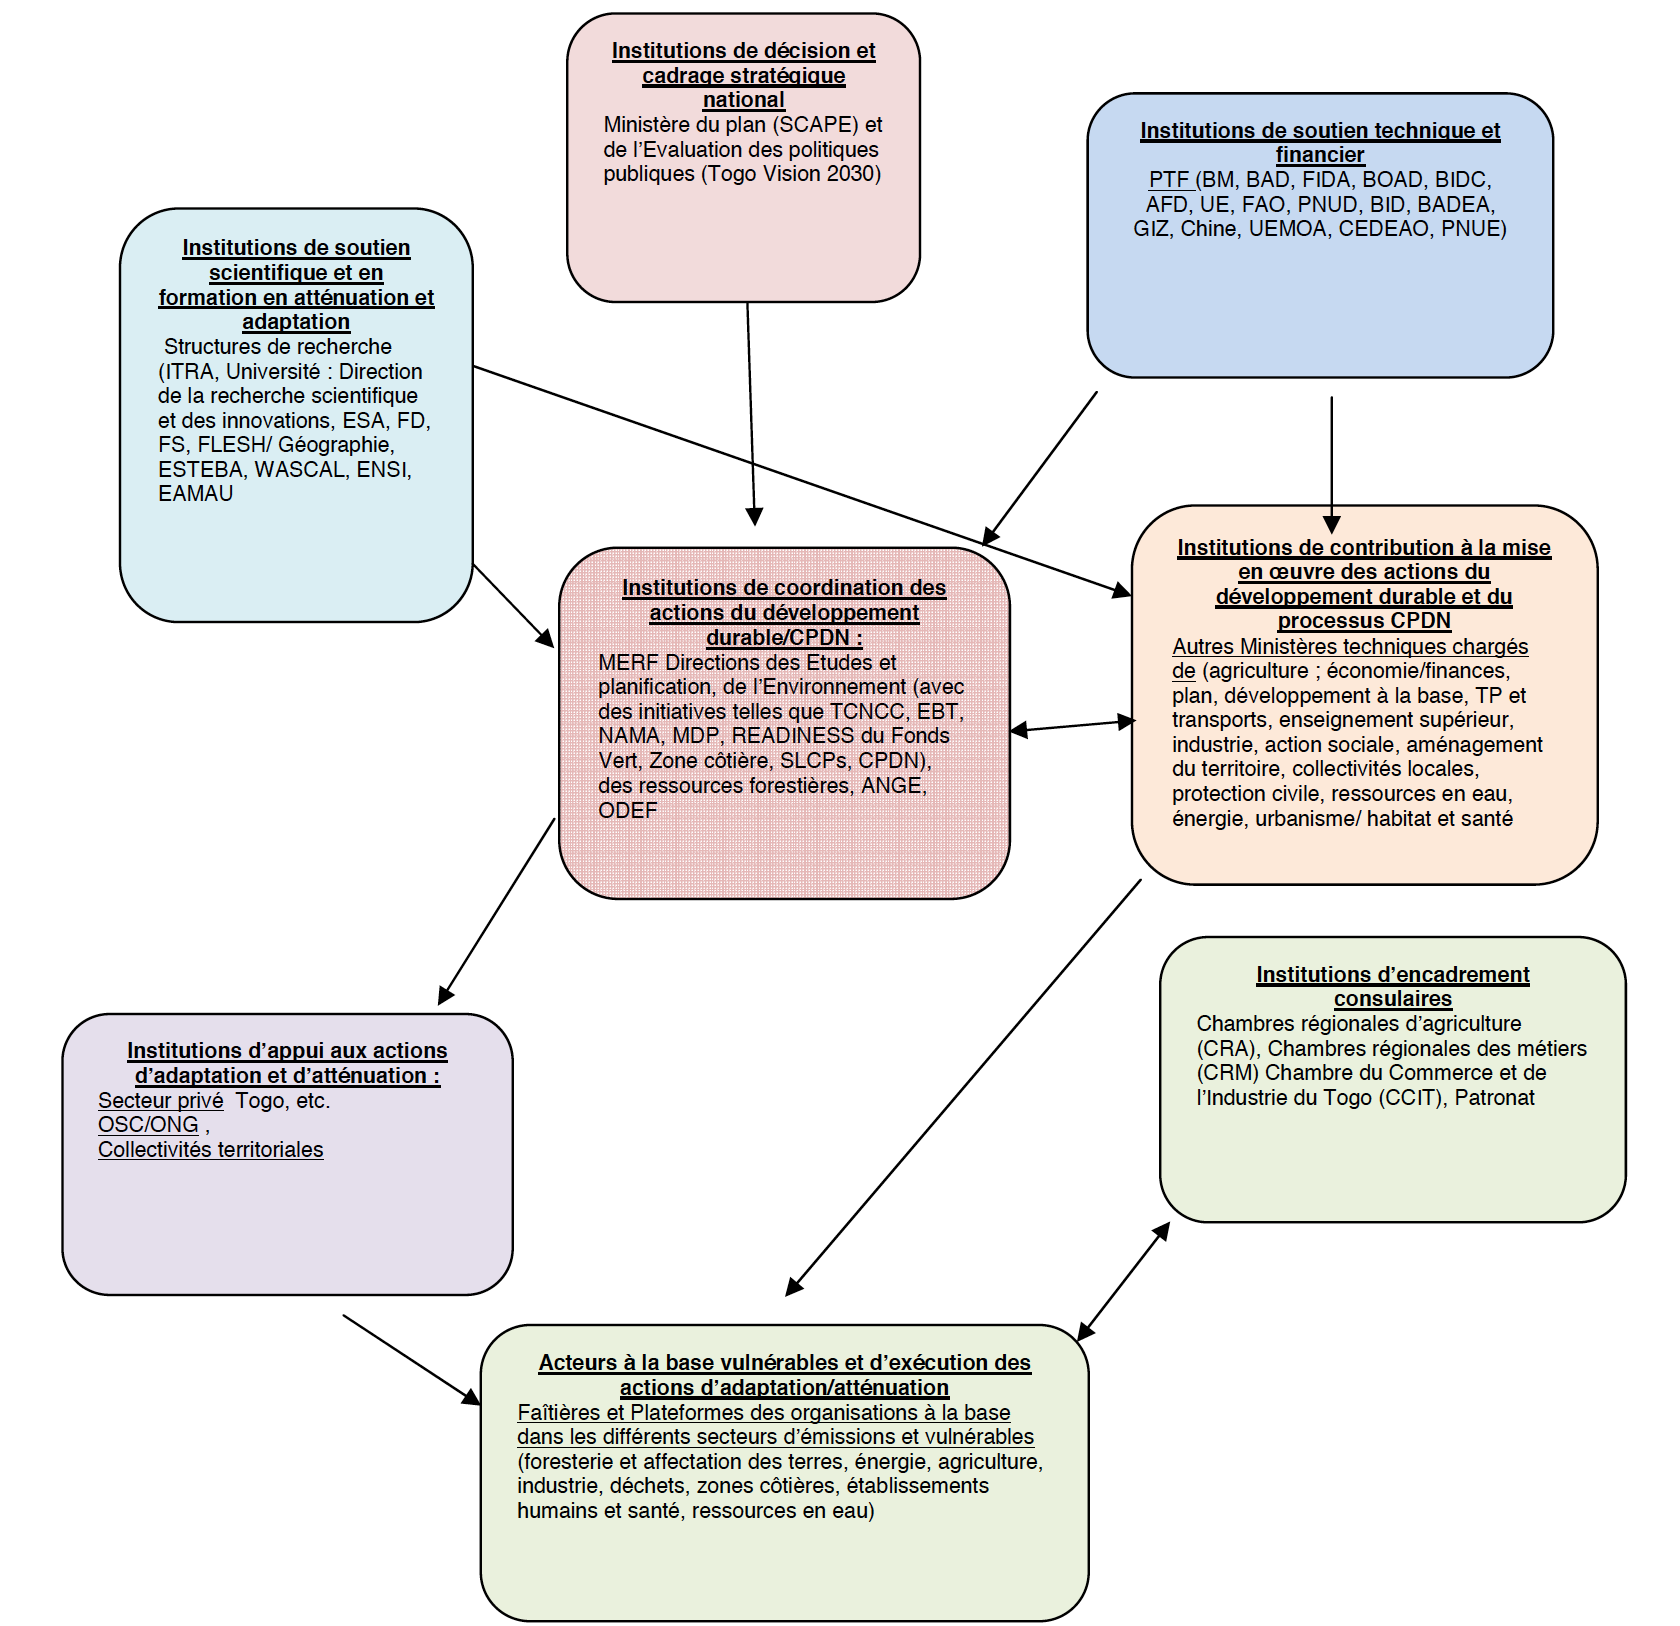 Institutions de décision et
cadrage stratégique
national
Ministère du plan (SCAPE) et
de l’Evaluation des politiques
publiques (Togo Vision 2030)
Institutions de soutien technique et
financier
PTF (BM, BAD, FIDA, BOAD, BIDC,
AFD, UE, FAO, PNUD, BID, BADEA,
GIZ, Chine, UEMOA, CEDEAO, PNUE)
Institutions de soutien
scientifique et en
formation en atténuation et
adaptation
Structures de recherche
(ITRA, Université : Direction
de la recherche scientifique
et des innovations, ESA, FD,
FS, FLESH/ Géographie,
ESTEBA, WASCAL, ENSI,
EAMAU
Institutions de coordination des
actions du développement
durable/CPDN :
MERF Directions des Etudes et
planification, de l’Environnement (avec
des initiatives telles que TCNCC, EBT,
NAMA, MDP, READINESS du Fonds
Vert, Zone côtière, SLCPs, CPDN),
des ressources forestières, ANGE,
ODEF
Institutions de contribution à la mise
en œuvre des actions du
développement durable et du
processus CPDN
Autres Ministères techniques chargés
de (agriculture ; économie/finances,
plan, développement à la base, TP et
transports, enseignement supérieur,
industrie, action sociale, aménagement
du territoire, collectivités locales,
protection civile, ressources en eau,
énergie, urbanisme/ habitat et santé
Institutions d’encadrement
consulaires
Chambres régionales d’agriculture
(CRA), Chambres régionales des métiers
(CRM) Chambre du Commerce et de
l’Industrie du Togo (CCIT), Patronat
Institutions d’appui aux actions
d’adaptation et d’atténuation :
Secteur privé  Togo, etc.
OSC/ONG ,
Collectivités territoriales
Acteurs à la base vulnérables et d’exécution des
actions d’adaptation/atténuation
Faîtières et Plateformes des organisations à la base
dans les différents secteurs d’émissions et vulnérables
(foresterie et affectation des terres, énergie, agriculture,
industrie, déchets, zones côtières, établissements
humains et santé, ressources en eau)